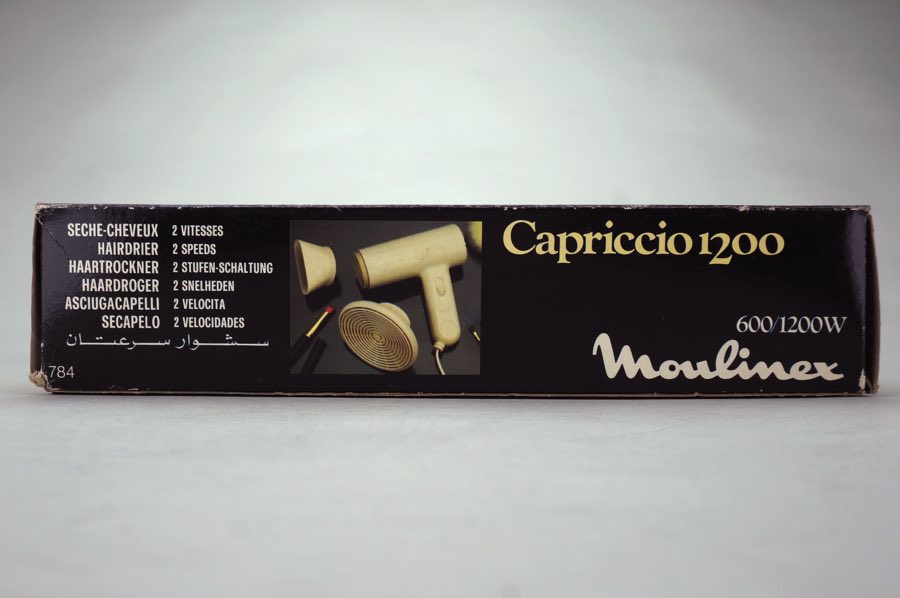 SECHE-CHEVEUX 2 VITESSES
HAIRDRIER 2 SPEEDS
HAARTROCKNER 2 STUFEN-SCHALTUNG
HAARDROGER 2 SNELHEDEN
ASCIUGACAPELLI 2 VELOCITA
SECAPELO 2 VELOCIDADES
سشوار سرعتان
784
Capriccio 1200
600/1200W
Moulinex